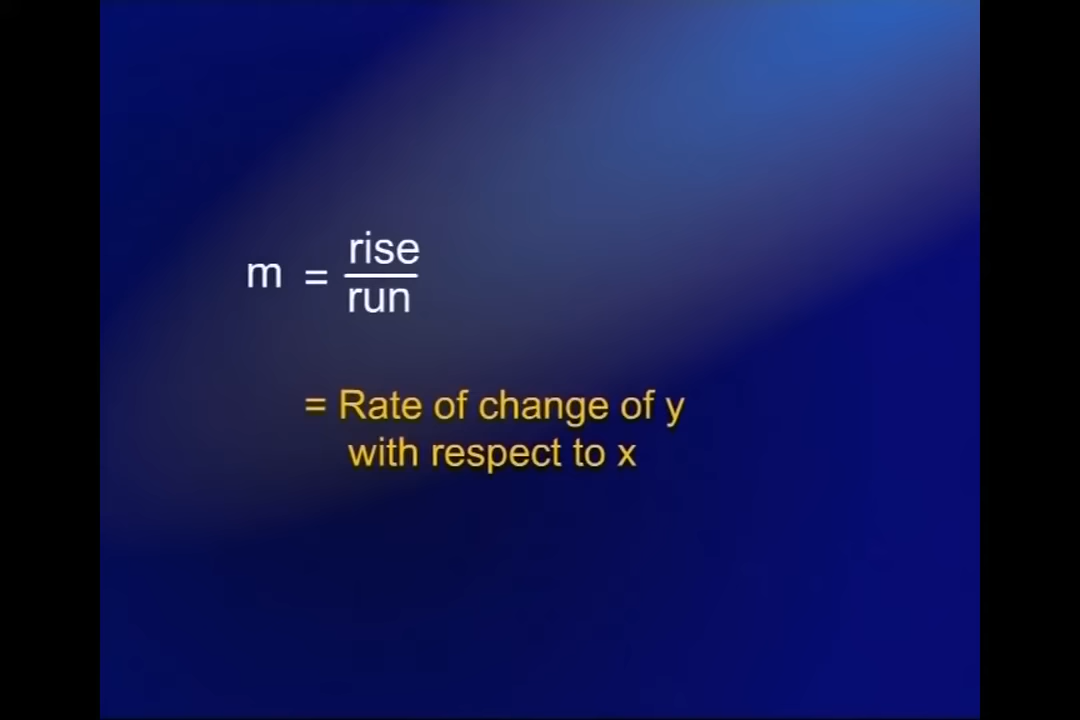 m = rise
run
= Rate of change of y
with respect to x